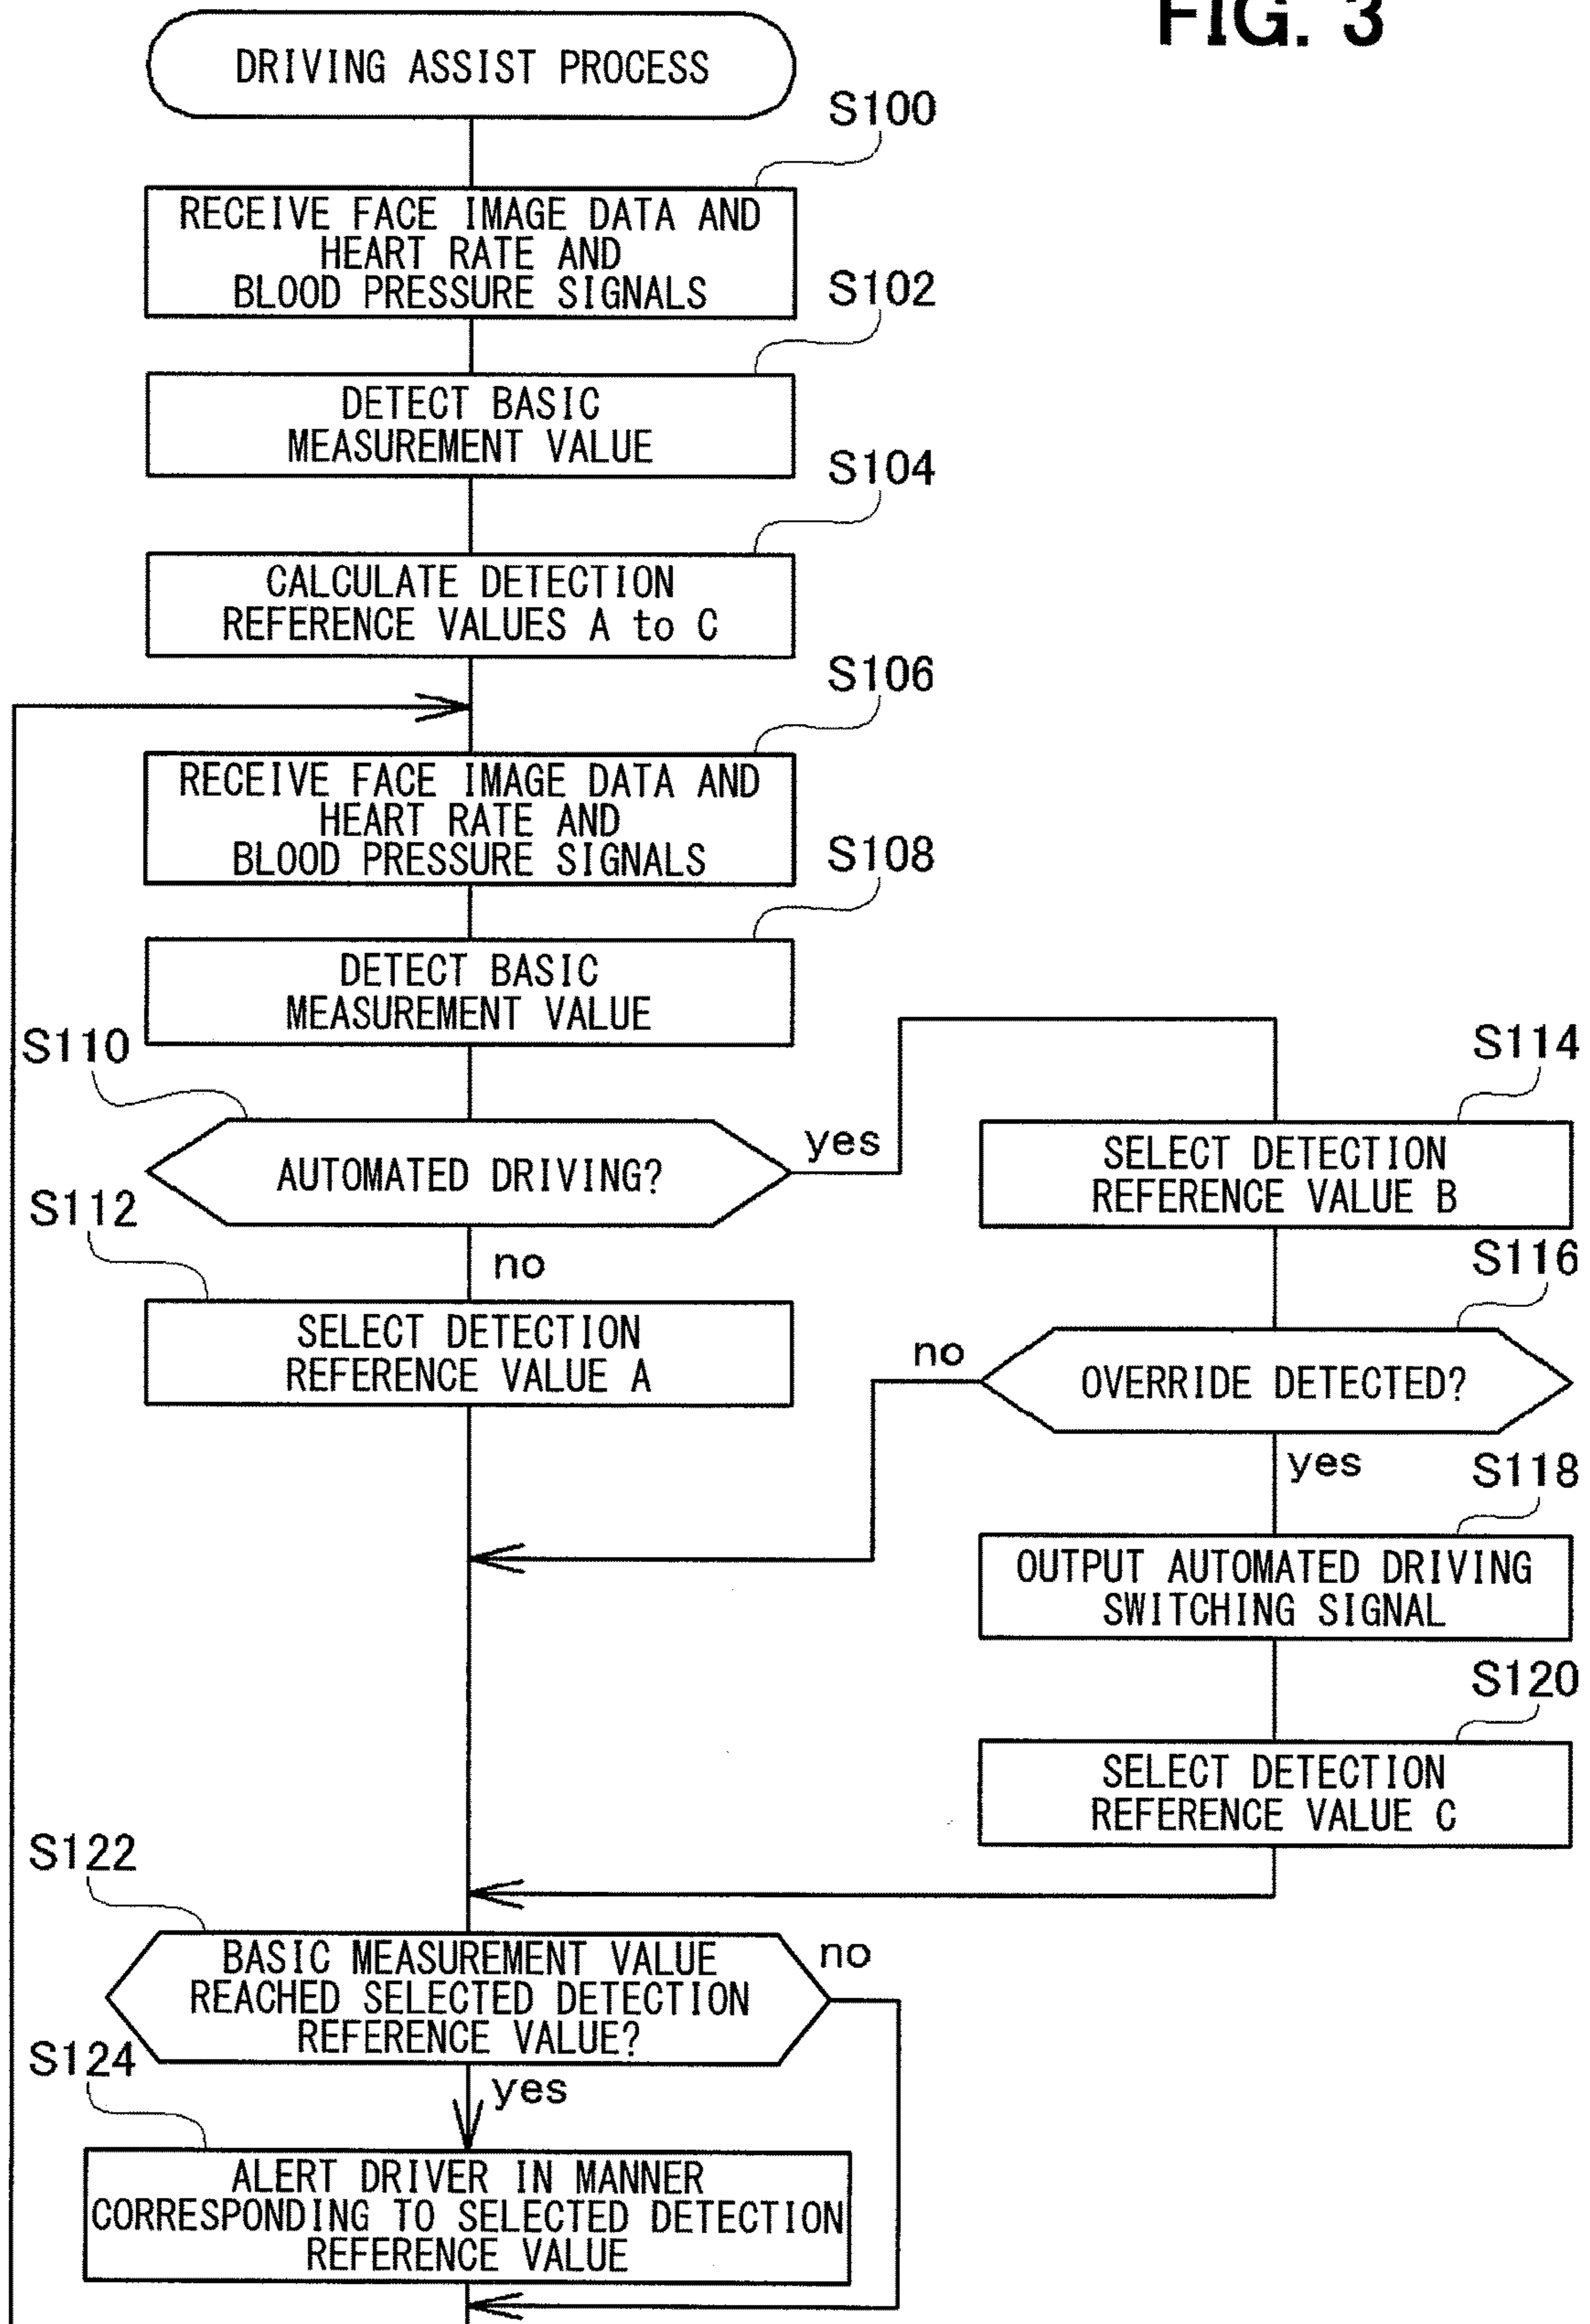 FIG. 3
DRIVING ASSIST PROCESS
S100
RECEIVE FACE IMAGE DATA AND
HEART RATE AND
BLOOD PRESSURE SIGNALS
S102
DETECT BASIC
MEASUREMENT VALUE
S104
CALCULATE DETECTION
REFERENCE VALUES A to C
S106
RECEIVE FACE IMAGE DATA AND
HEART RATE AND
BLOOD PRESSURE SIGNALS
S108
DETECT BASIC
MEASUREMENT VALUE
S110
AUTOMATED DRIVING?
yes
no
S112
SELECT DETECTION
REFERENCE VALUE A
S114
SELECT DETECTION
REFERENCE VALUE B
S116
OVERRIDE DETECTED?
no
yes
S118
OUTPUT AUTOMATED DRIVING
SWITCHING SIGNAL
S120
SELECT DETECTION
REFERENCE VALUE C
S122
BASIC MEASUREMENT VALUE
REACHED SELECTED DETECTION
REFERENCE VALUE?
no
yes
S124
ALERT DRIVER IN MANNER
CORRESPONDING TO SELECTED DETECTION
REFERENCE VALUE